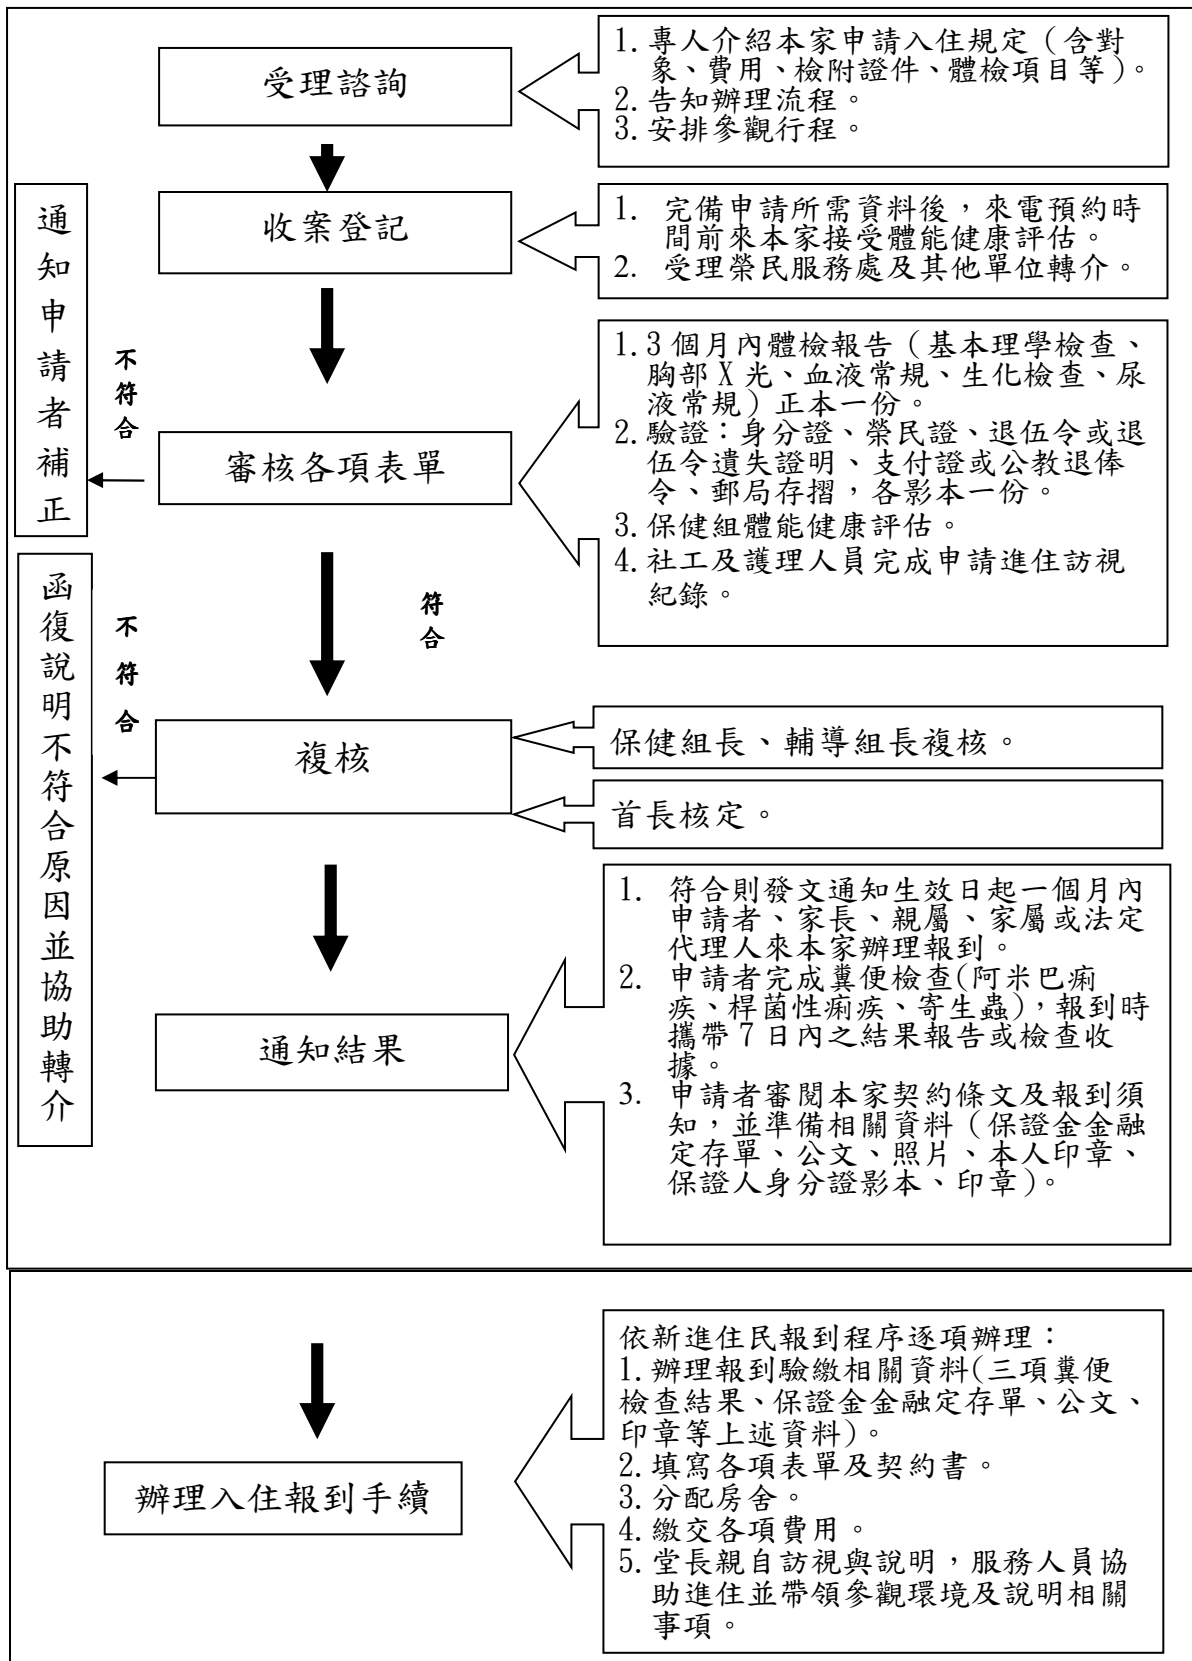 受理諮詢
1.專人介紹本家申請入住規定（含對
象、費用、檢附證件、體檢項目等）。
2.告知辦理流程。
3.安排參觀行程。
收案登記
1. 完備申請所需資料後，來電預約時
間前來本家接受體能健康評估。
2. 受理榮民服務處及其他單位轉介。
通知申請者補正
不符合
審核各項表單
1.3個月內體檢報告（基本理學檢查、
胸部X光、血液常規、生化檢查、尿
液常規）正本一份。
2.驗證：身分證、榮民證、退伍令或退
伍令遺失證明、支付證或公教退俸
令、郵局存摺，各影本一份。
3.保健組體能健康評估。
4.社工及護理人員完成申請進住訪視
紀錄。
符合
函復說明不符合原因並協助轉介
不符合
複核
保健組長、輔導組長複核。
首長核定。
通知結果
1. 符合則發文通知生效日起一個月內
申請者、家長、親屬、家屬或法定
代理人來本家辦理報到。
2. 申請者完成糞便檢查(阿米巴痢
疾、桿菌性痢疾、寄生蟲)，報到時
攜帶7日內之結果報告或檢查收
據。
3. 申請者審閱本家契約條文及報到須
知，並準備相關資料（保證金金融
定存單、公文、照片、本人印章、
保證人身分證影本、印章)。
辦理入住報到手續
依新進住民報到程序逐項辦理：
1.辦理報到驗繳相關資料(三項糞便
檢查結果、保證金金融定存單、公文、
印章等上述資料)。
2.填寫各項表單及契約書。
3.分配房舍。
4.繳交各項費用。
5.堂長親自訪視與說明，服務人員協
助進住並帶領參觀環境及說明相關
事項。